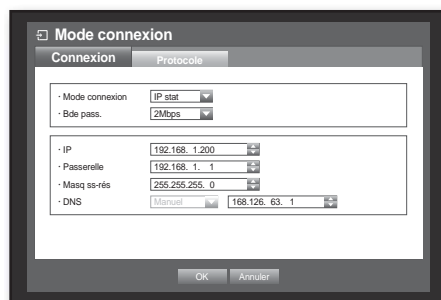 Mode connexion
Connexion Protocole
· Mode connexion IP stat
· Bde pass. 2Mbps
· IP 192.168. 1.200
· Passerelle 192.168. 1. 1
· Masq ss-rés 255.255.255. 0
· DNS Manuel 168.126. 63. 1
OK Annuler